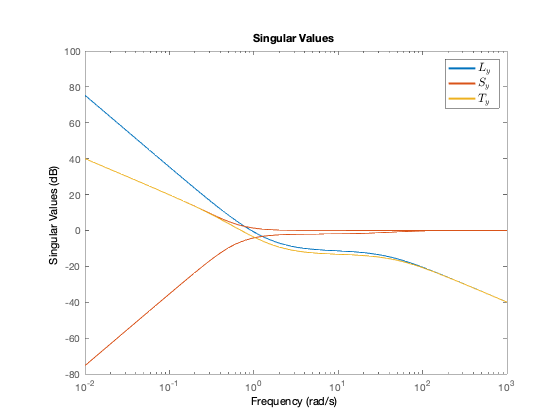 Singular Values
100
80
60
40
20
0
-20
-40
-60
-80
Singular Values (dB)
L_y
S_y
T_y
10^-2
10^-1
10^0
10^1
10^2
10^3
Frequency (rad/s)